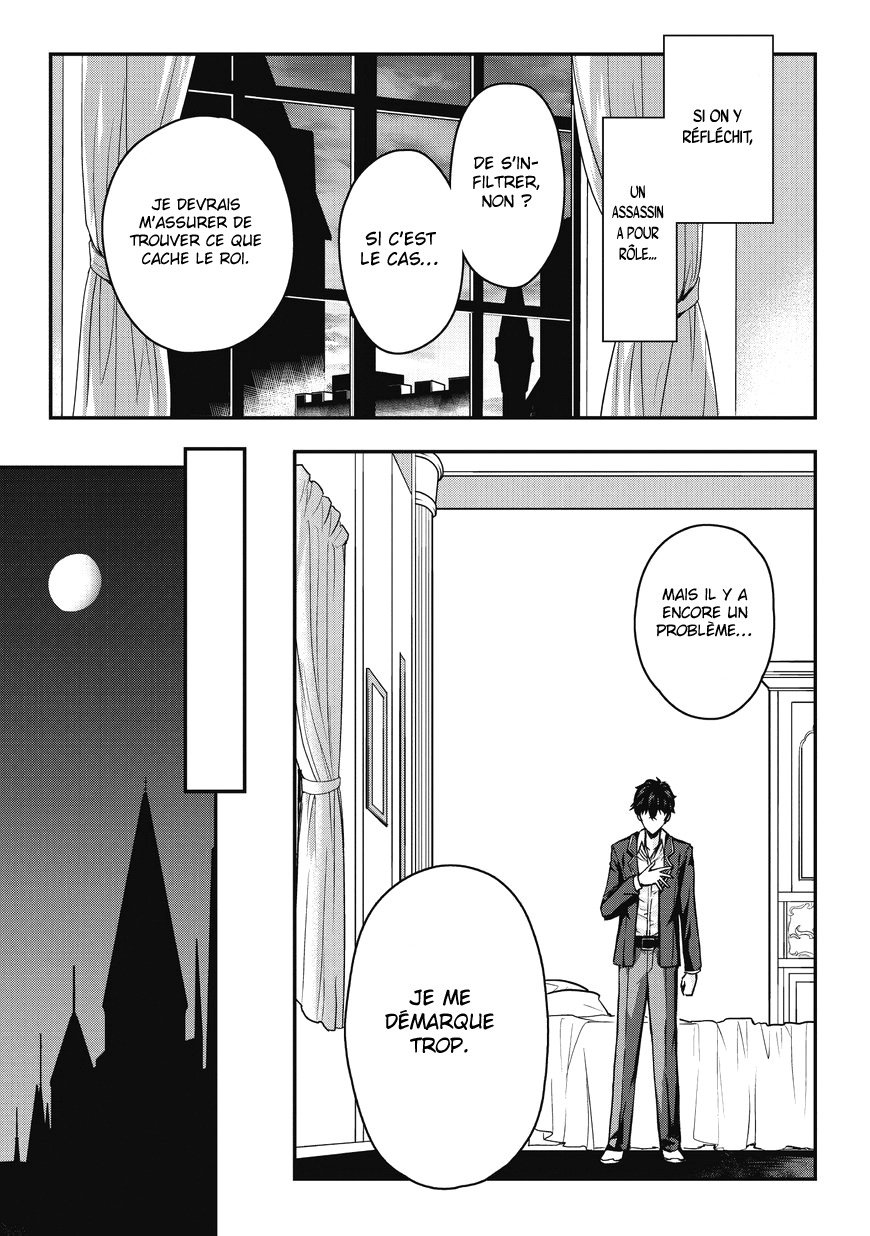 SI ON Y
RÉFLÉCHIT,
UN
ASSASSIN
A POUR
RÔLE...
DE S'IN-
FILTRER,
NON ?
SI C'EST
LE CAS...
JE DEVRAIS
M'ASSURER DE
TROUVER CE QUE
CACHE LE ROI.
MAIS IL Y A
ENCORE UN
PROBLÈME...
JE ME
DÉMARQUE
TROP.